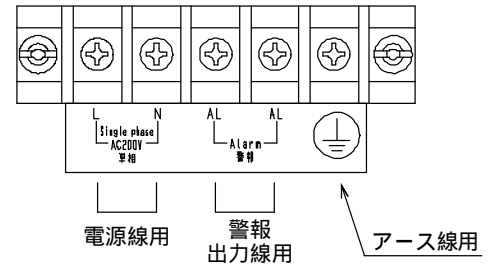 L N AL AL
Single phase
AC200V
単相
Alarm
警報
電源線用
警報
出力線用
アース線用